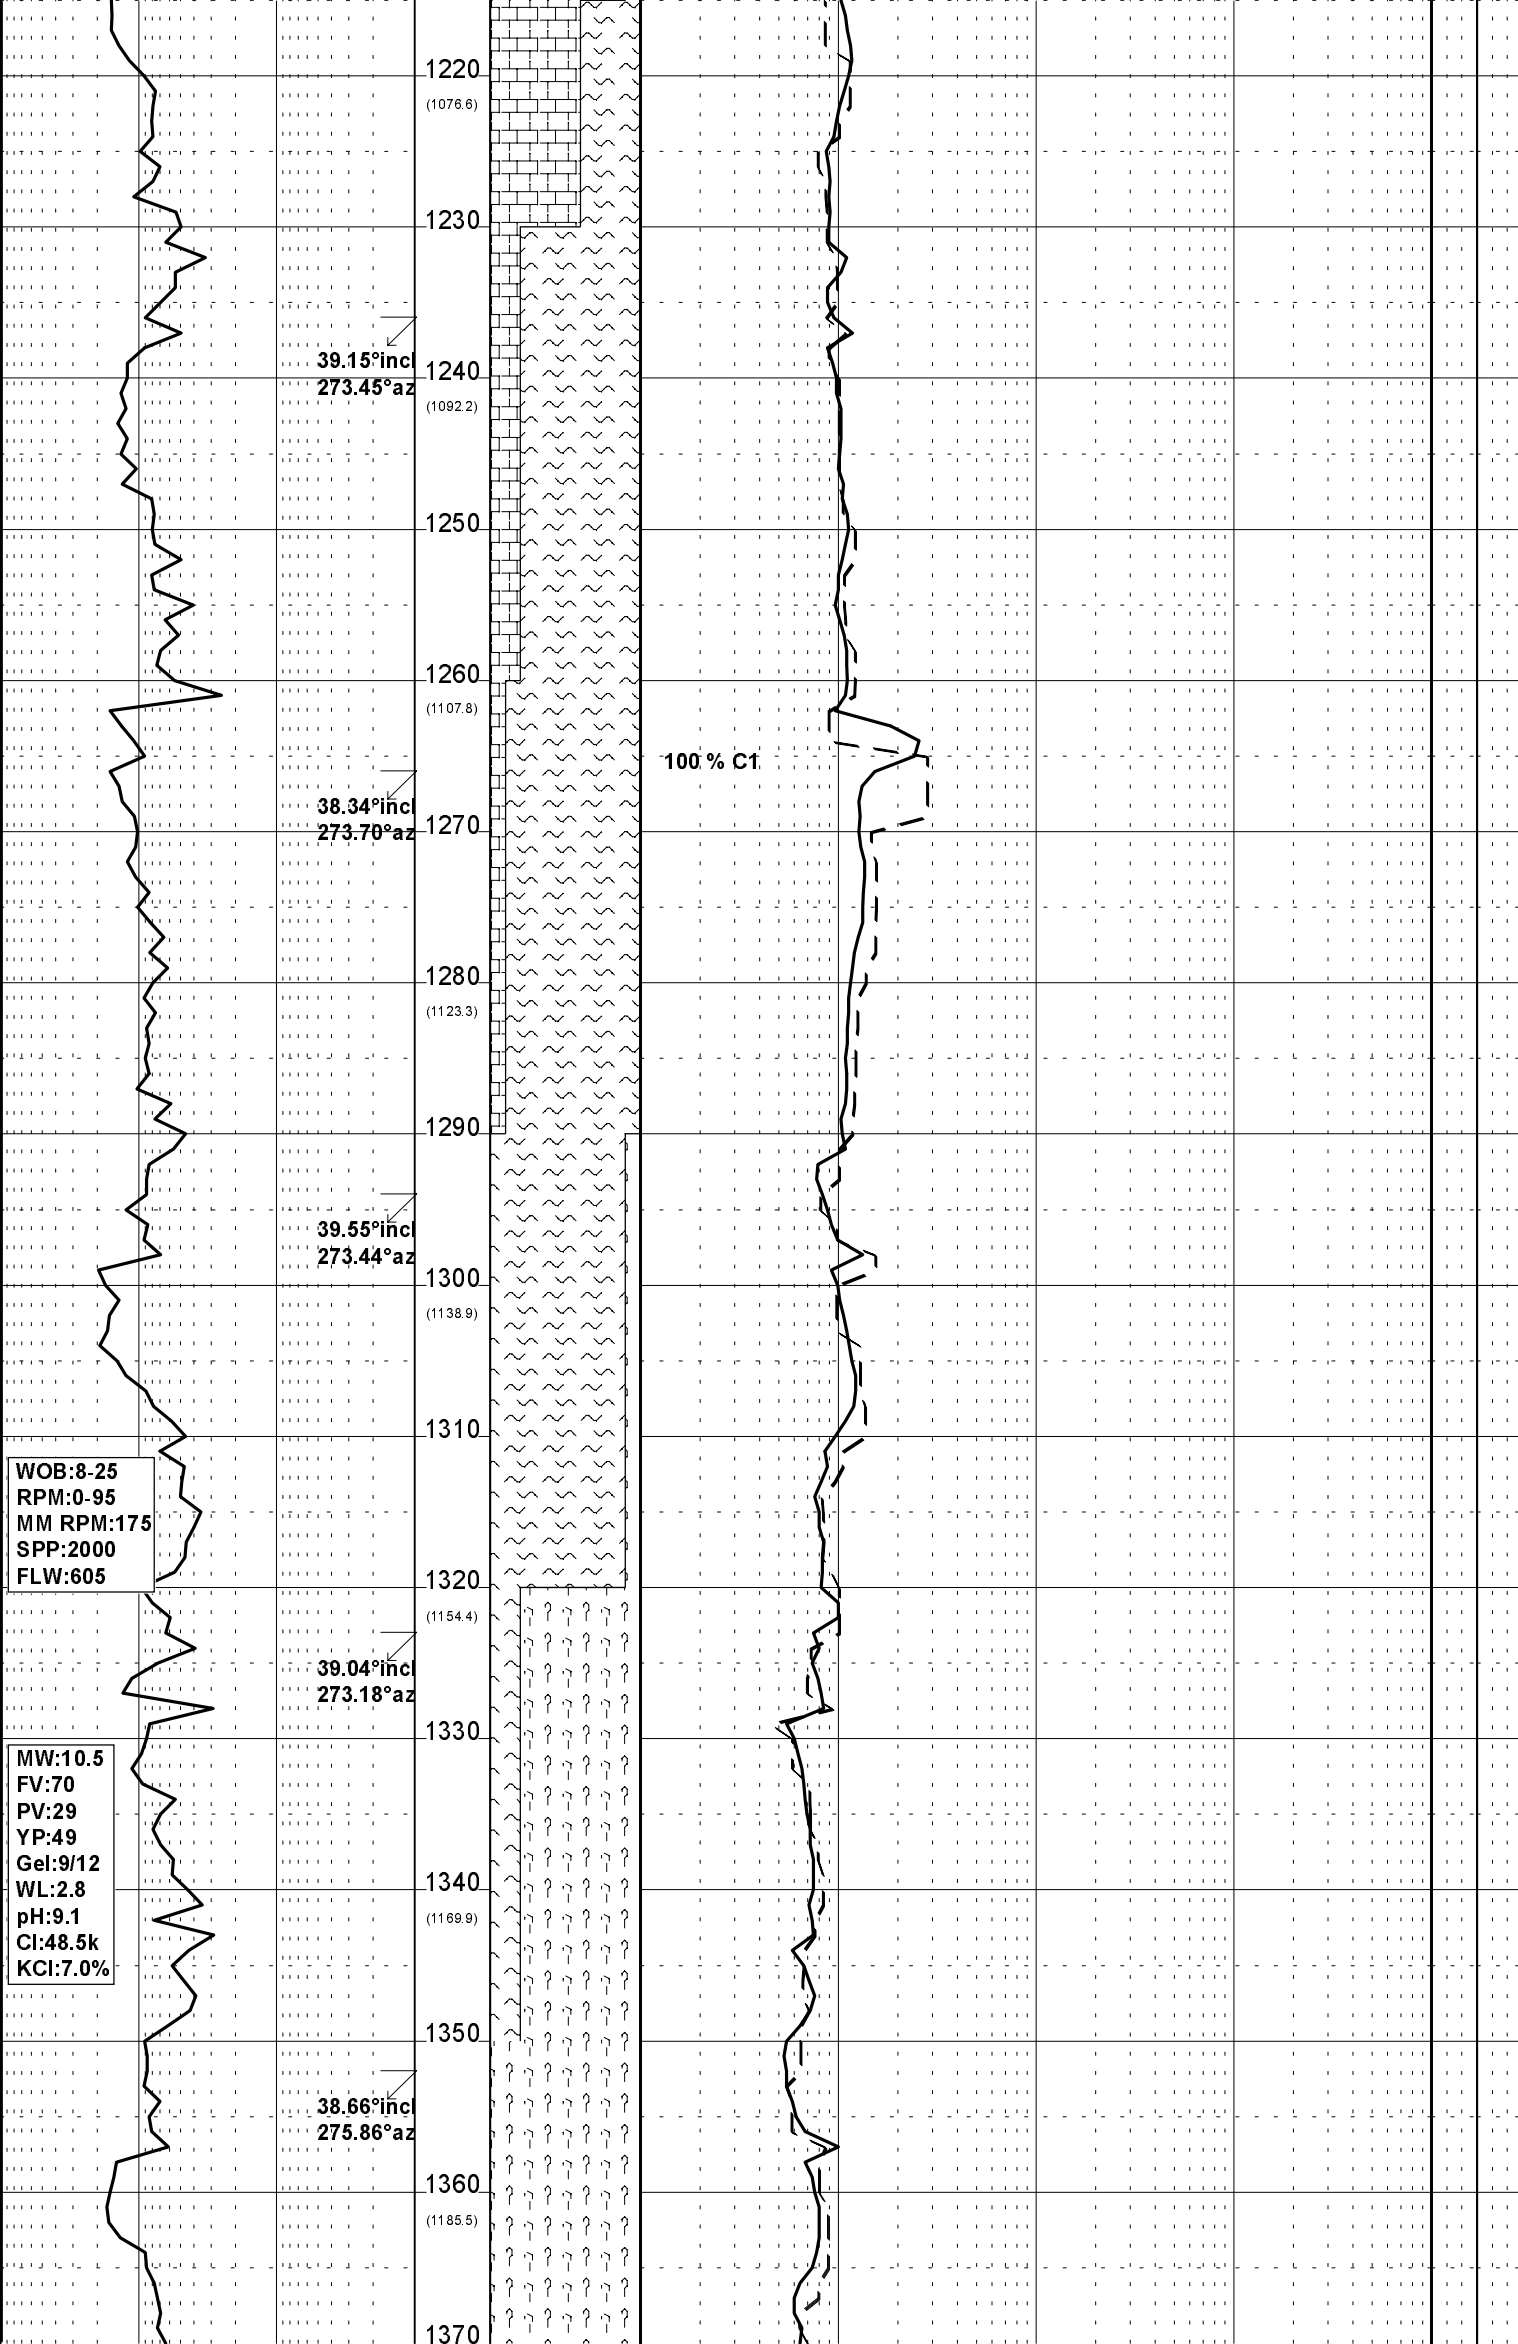 1220
(1076.6)
1230
39.15°incl
273.45°az
1240
(1092.2)
1250
1260
(1107.8)
100 % C1
38.34°incl
273.70°az
1270
1280
(1123.3)
1290
39.55°incl
273.44°az
1300
(1138.9)
1310
WOB:8-25
RPM:0-95
MM RPM:175
SPP:2000
FLW:605
1320
(1154.4)
39.04°incl
273.18°az
1330
MW:10.5
FV:70
PV:29
YP:49
Gel:9/12
WL:2.8
pH:9.1
Cl:48.5k
KCl:7.0%
1340
(1169.9)
1350
38.66°incl
275.86°az
1360
(1185.5)
1370